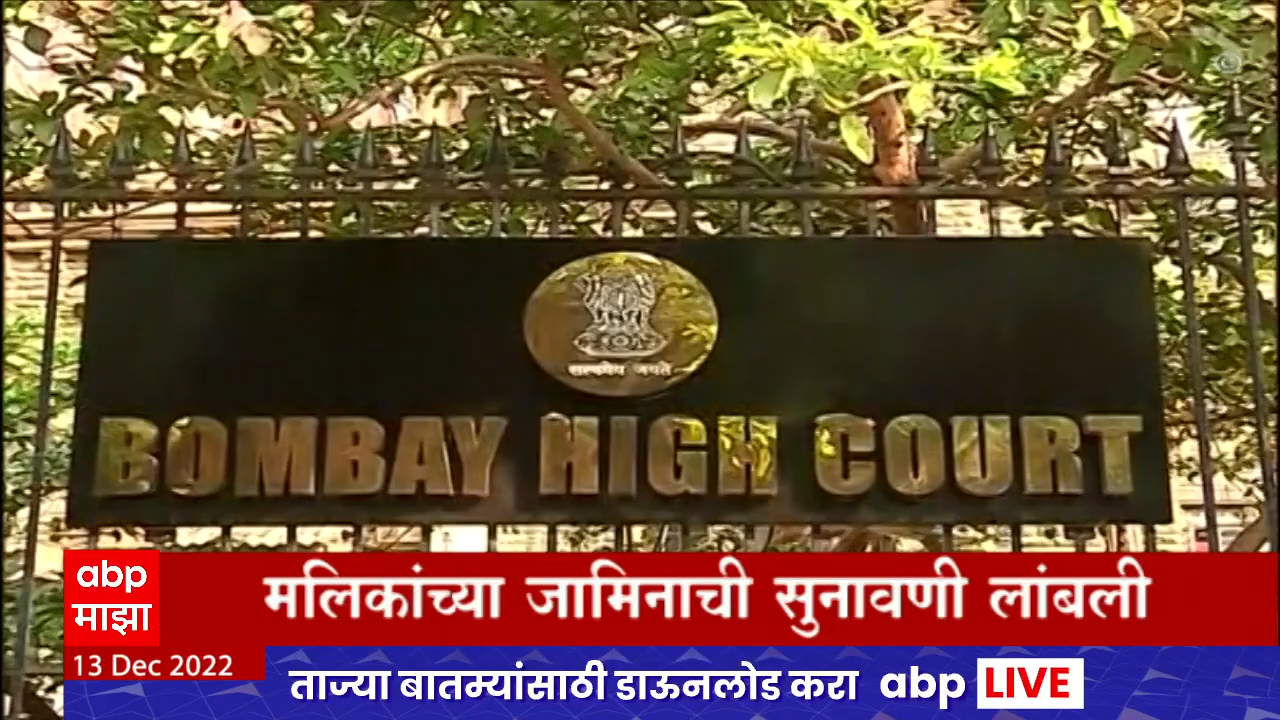 सत्यमेव जयते
BOMBAY HIGH COURT
abp
माझा
मलिकांच्या जामिनाची सुनावणी लांबली
13 Dec 2022
ताज्या बातम्यांसाठी डाऊनलोड करा abp LIVE